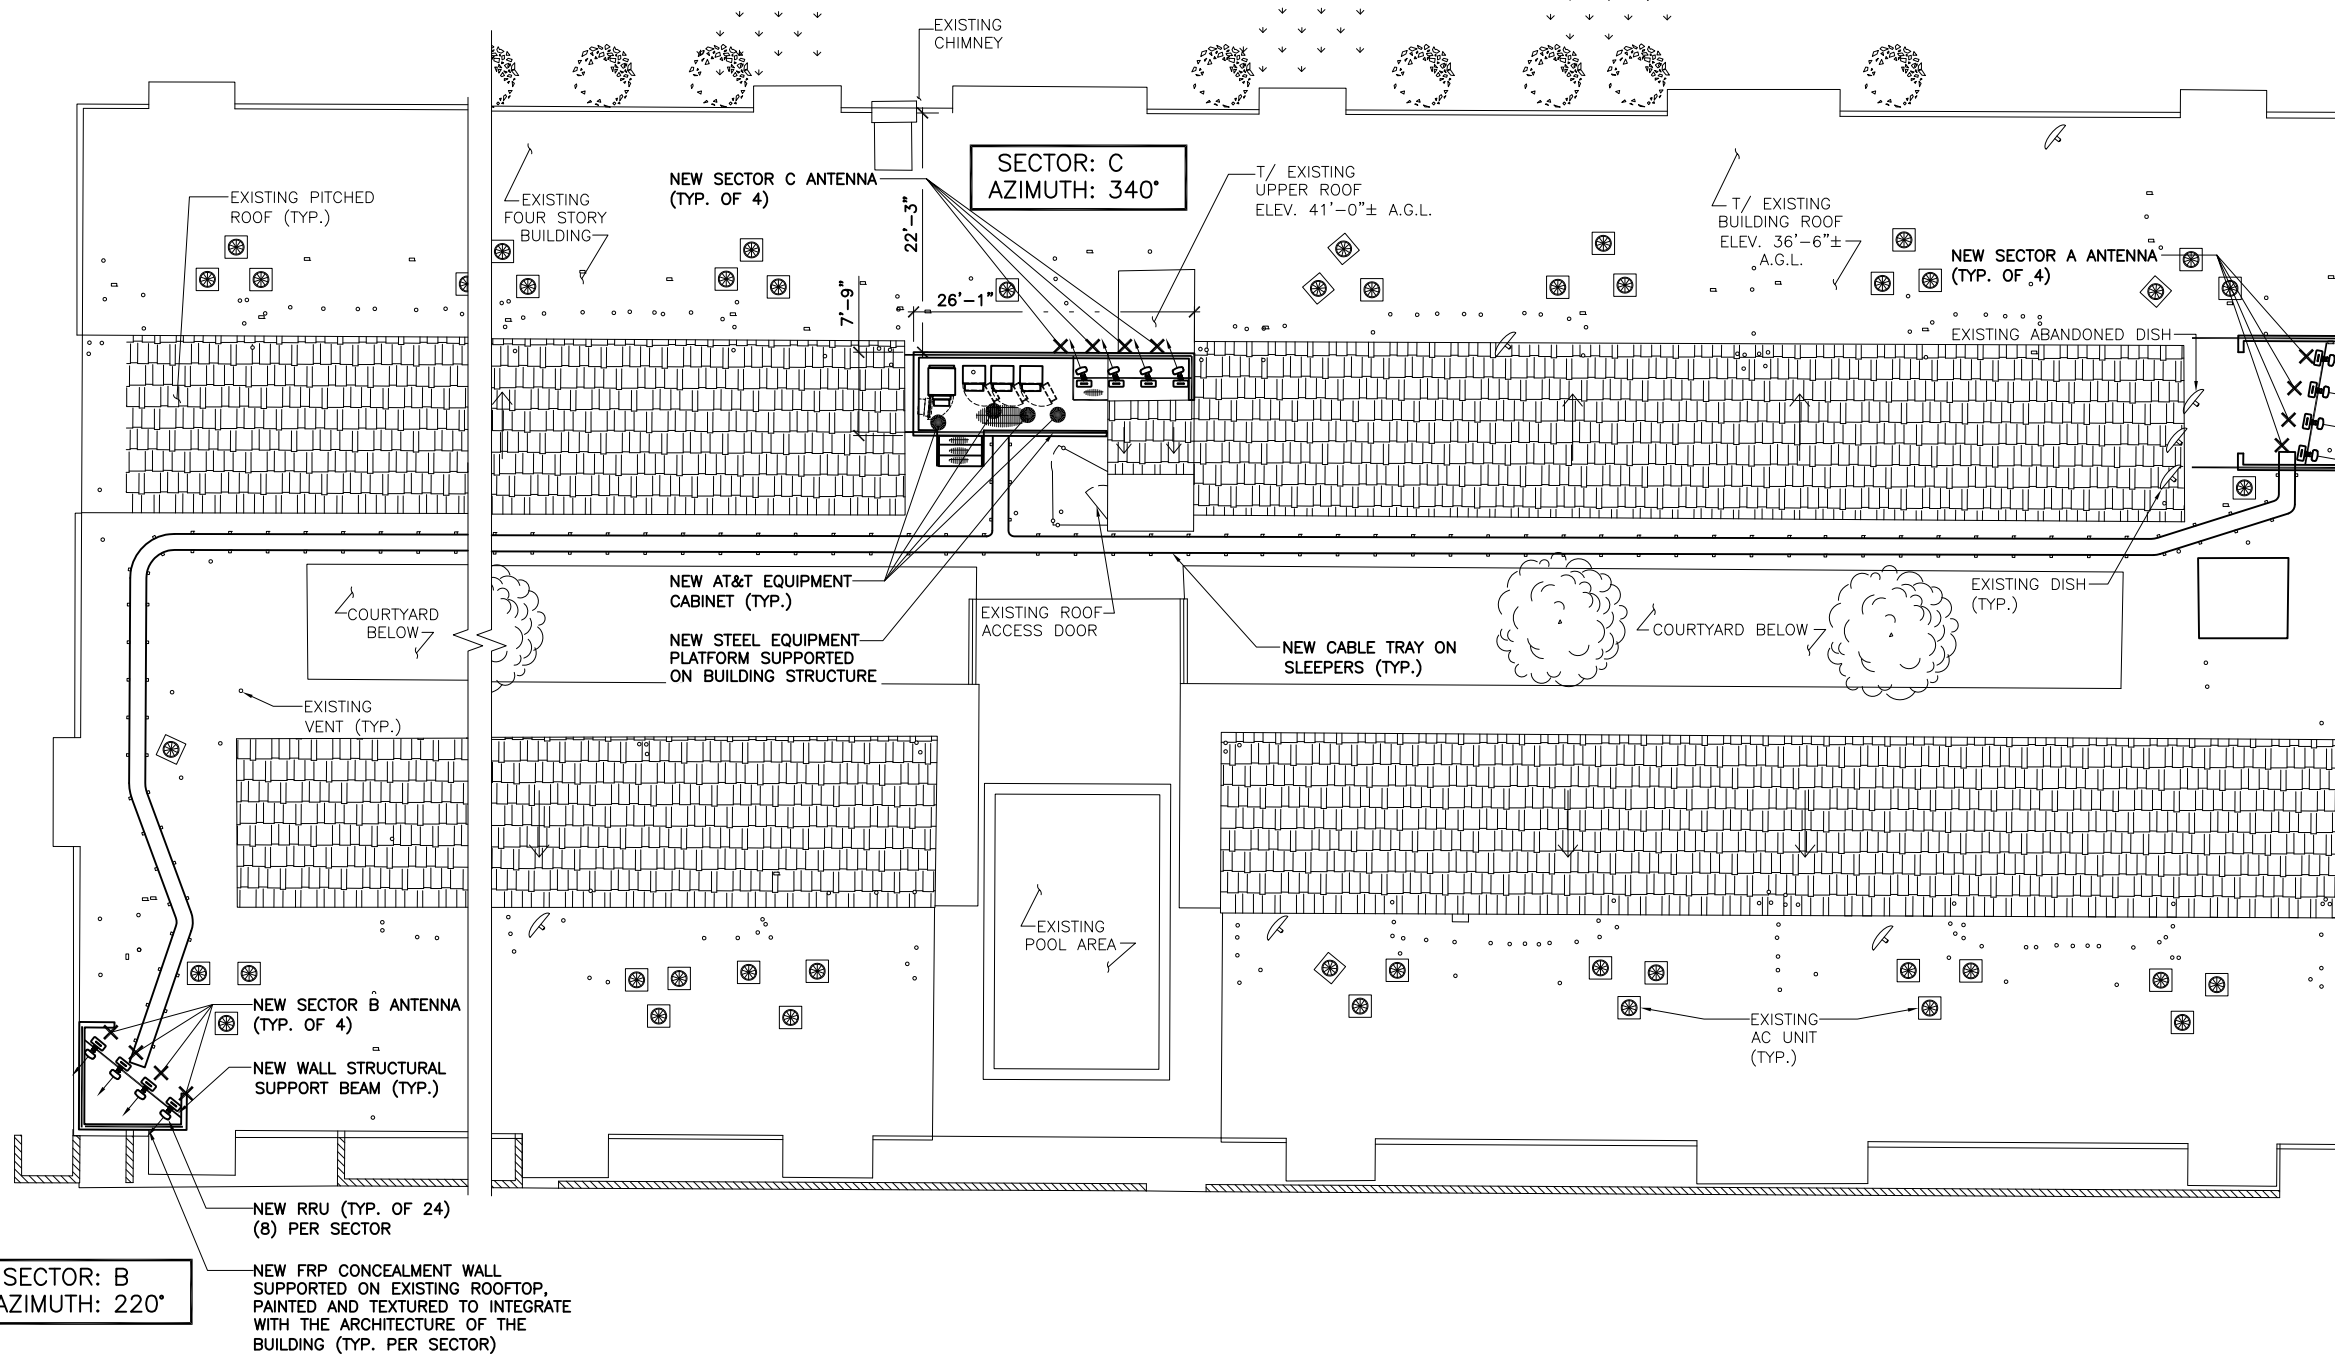 EXISTING
CHIMNEY
SECTOR: C
AZIMUTH: 340°
NEW SECTOR C ANTENNA
(TYP. OF 4)
22'-3"
T/ EXISTING
UPPER ROOF
ELEV. 41'-0"± A.G.L.
EXISTING PITCHED
ROOF (TYP.)
EXISTING
FOUR STORY
BUILDING
T/ EXISTING
BUILDING ROOF
ELEV. 36'-6"±
A.G.L.
NEW SECTOR A ANTENNA
(TYP. OF 4)
7'-9"
26'-1"
EXISTING ABANDONED DISH
NEW AT&T EQUIPMENT
CABINET (TYP.)
EXISTING DISH
(TYP.)
COURTYARD
BELOW
EXISTING ROOF
ACCESS DOOR
COURTYARD BELOW
NEW STEEL EQUIPMENT
PLATFORM SUPPORTED
ON BUILDING STRUCTURE
NEW CABLE TRAY ON
SLEEPERS (TYP.)
EXISTING
VENT (TYP.)
EXISTING
POOL AREA
NEW SECTOR B ANTENNA
(TYP. OF 4)
EXISTING
AC UNIT
(TYP.)
NEW WALL STRUCTURAL
SUPPORT BEAM (TYP.)
NEW RRU (TYP. OF 24)
(8) PER SECTOR
SECTOR: B
AZIMUTH: 220°
NEW FRP CONCEALMENT WALL
SUPPORTED ON EXISTING ROOFTOP,
PAINTED AND TEXTURED TO INTEGRATE
WITH THE ARCHITECTURE OF THE
BUILDING (TYP. PER SECTOR)